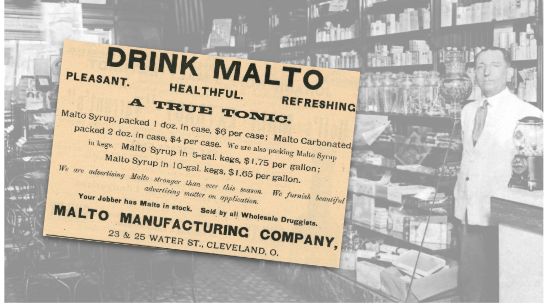 DRINK MALTO
PLEASANT. HEALTHFUL. REFRESHING
A TRUE TONIC.
Malto Syrup, packed 1 doz. in case, $6 per case; Malto Carbonated,
packed 2 doz. in case, $4 per case. We are also packing Malto Syrup
in kegs. Malto Syrup in 5-gal. kegs, $1.75 per gallon;
Malto Syrup in 10-gal. kegs, $1.65 per gallon.
We are advertising Malto stronger than ever this season. We furnish beautiful
advertising matter on application.
Your Jobber has Malto in stock. Sold by all Wholesale Druggists.
MALTO MANUFACTURING COMPANY,
23 & 25 WATER ST., CLEVELAND, O.